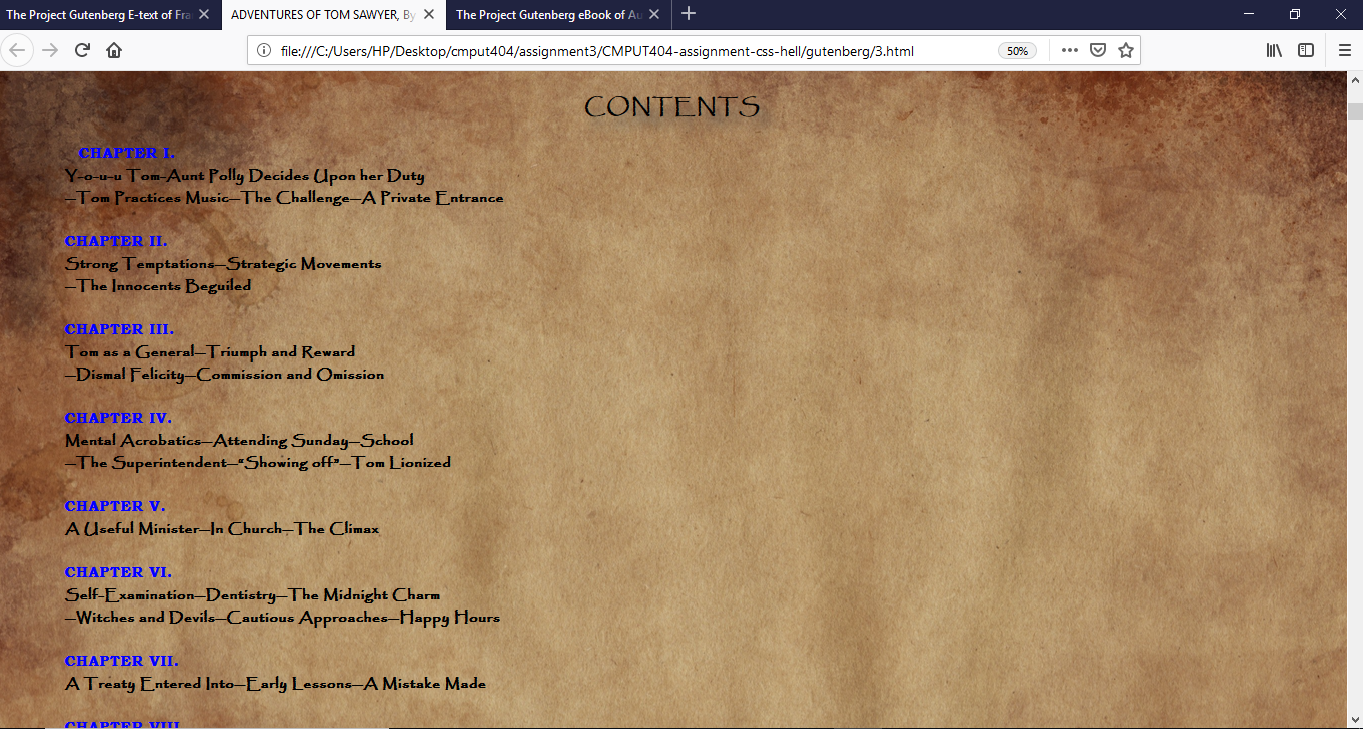 The Project Gutenberg E-text of Fra
ADVENTURES OF TOM SAWYER, By
The Project Gutenberg eBook of Au
file:///C:/Users/HP/Desktop/cmput404/assignment3/CMPUT404-assignment-css-hell/gutenberg/3.html
50%
CONTENTS
CHAPTER I.
Y-o-u-u Tom-Aunt Polly Decides Upon her Duty
—Tom Practices Music—The Challenge—A Private Entrance
CHAPTER II.
Strong Temptations—Strategic Movements
—The Innocents Beguiled
CHAPTER III.
Tom as a General—Triumph and Reward
—Dismal Felicity—Commission and Omission
CHAPTER IV.
Mental Acrobatics—Attending Sunday—School
—The Superintendent—“Showing off”—Tom Lionized
CHAPTER V.
A Useful Minister—In Church—The Climax
CHAPTER VI.
Self-Examination—Dentistry—The Midnight Charm
—Witches and Devils—Cautious Approaches—Happy Hours
CHAPTER VII.
A Treaty Entered Into—Early Lessons—A Mistake Made
CHAPTER VIII